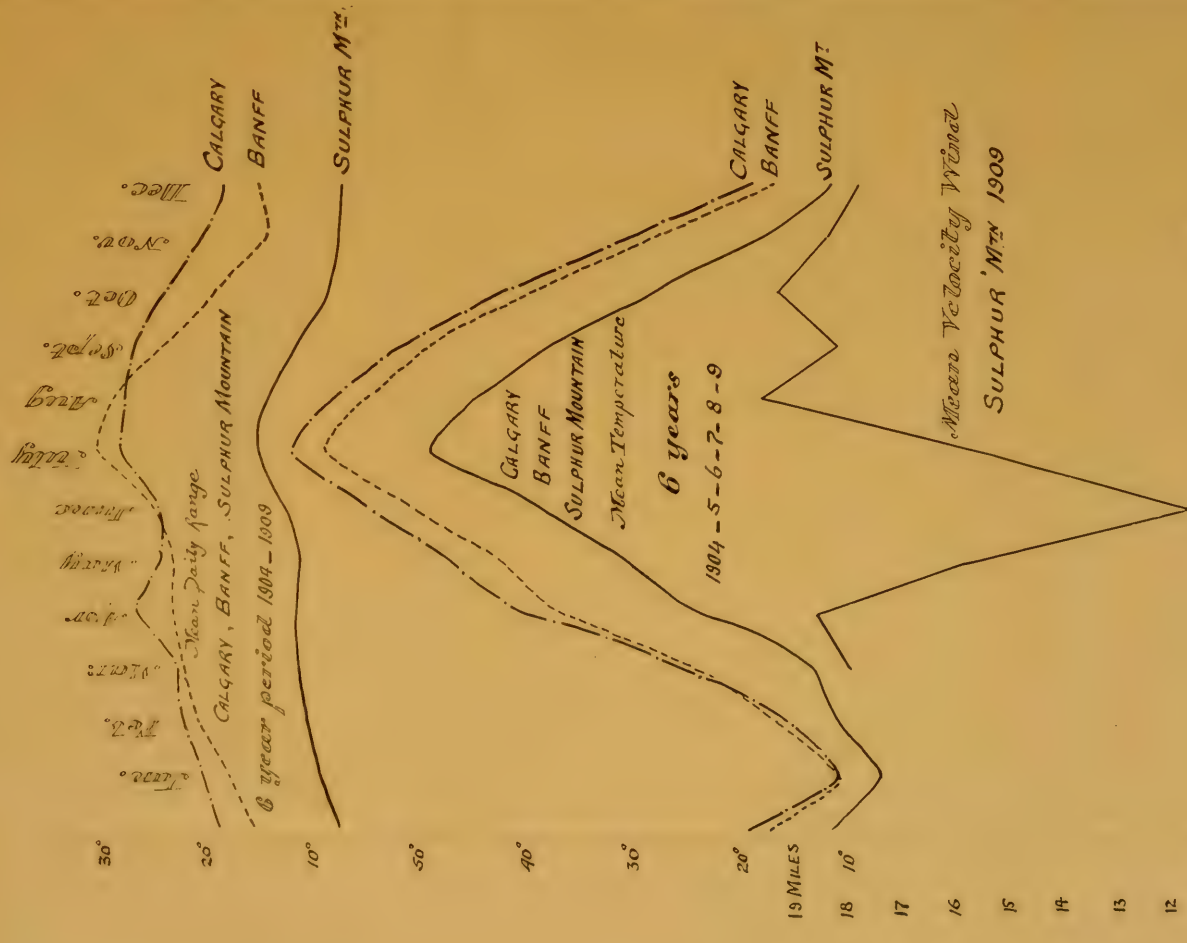 Jan.
Feb.
Mar.
Apr
May.
June
July
Aug
Sept.
Oct.
Nov.
Dec.
CALGARY
BANFF
SULPHUR MTN.
Mean Daily Range
CALGARY, BANFF, SULPHUR MOUNTAIN
6 year period 1904-1909
30°
20°
10°
CALGARY
BANFF
SULPHUR MT
CALGARY
BANFF
SULPHUR MOUNTAIN
Mean Temperature
6 years
1904-5-6-7-8-9
50°
40°
30°
20°
10°
Mean Velocity Wind
SULPHUR MTN 1909
19 MILES
18
17
16
15
14
13
12